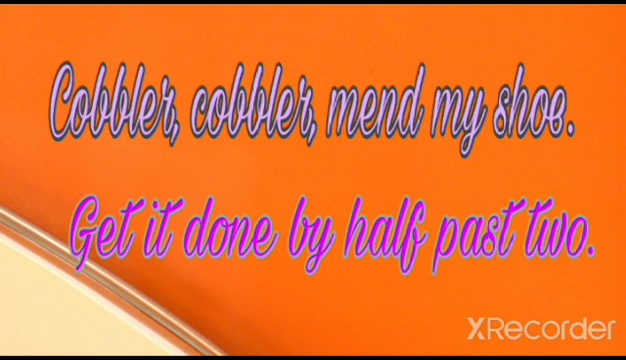 Cobbler, cobbler, mend my shoe.
Get it done by half past two.
XRecorder